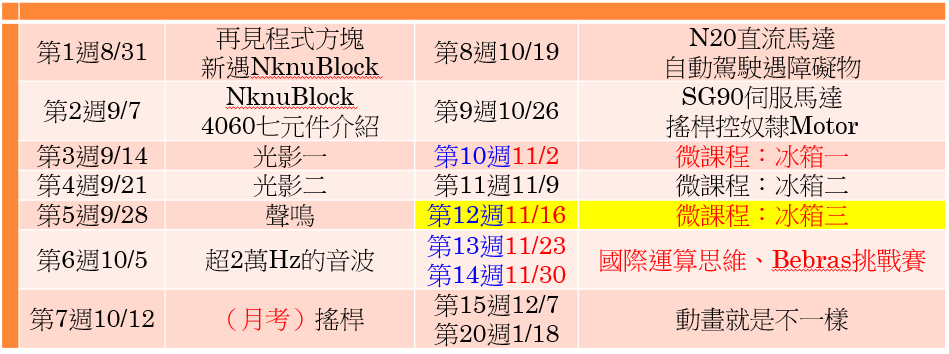 第1週8/31
再見程式方塊
新遇NknuBlock
第8週10/19
N20直流馬達
自動駕駛遇障礙物
第2週9/7
NknuBlock
4060七元件介紹
第9週10/26
SG90伺服馬達
搖桿控奴隸Motor
第3週9/14
光影一
第10週11/2
微課程：冰箱一
第4週9/21
光影二
第11週11/9
微課程：冰箱二
第5週9/28
聲鳴
第12週11/16
微課程：冰箱三
第6週10/5
超2萬Hz的音波
第13週11/23
第14週11/30
國際運算思維、Bebras挑戰賽
第7週10/12
（月考）搖桿
第15週12/7
第20週1/18
動畫就是不一樣